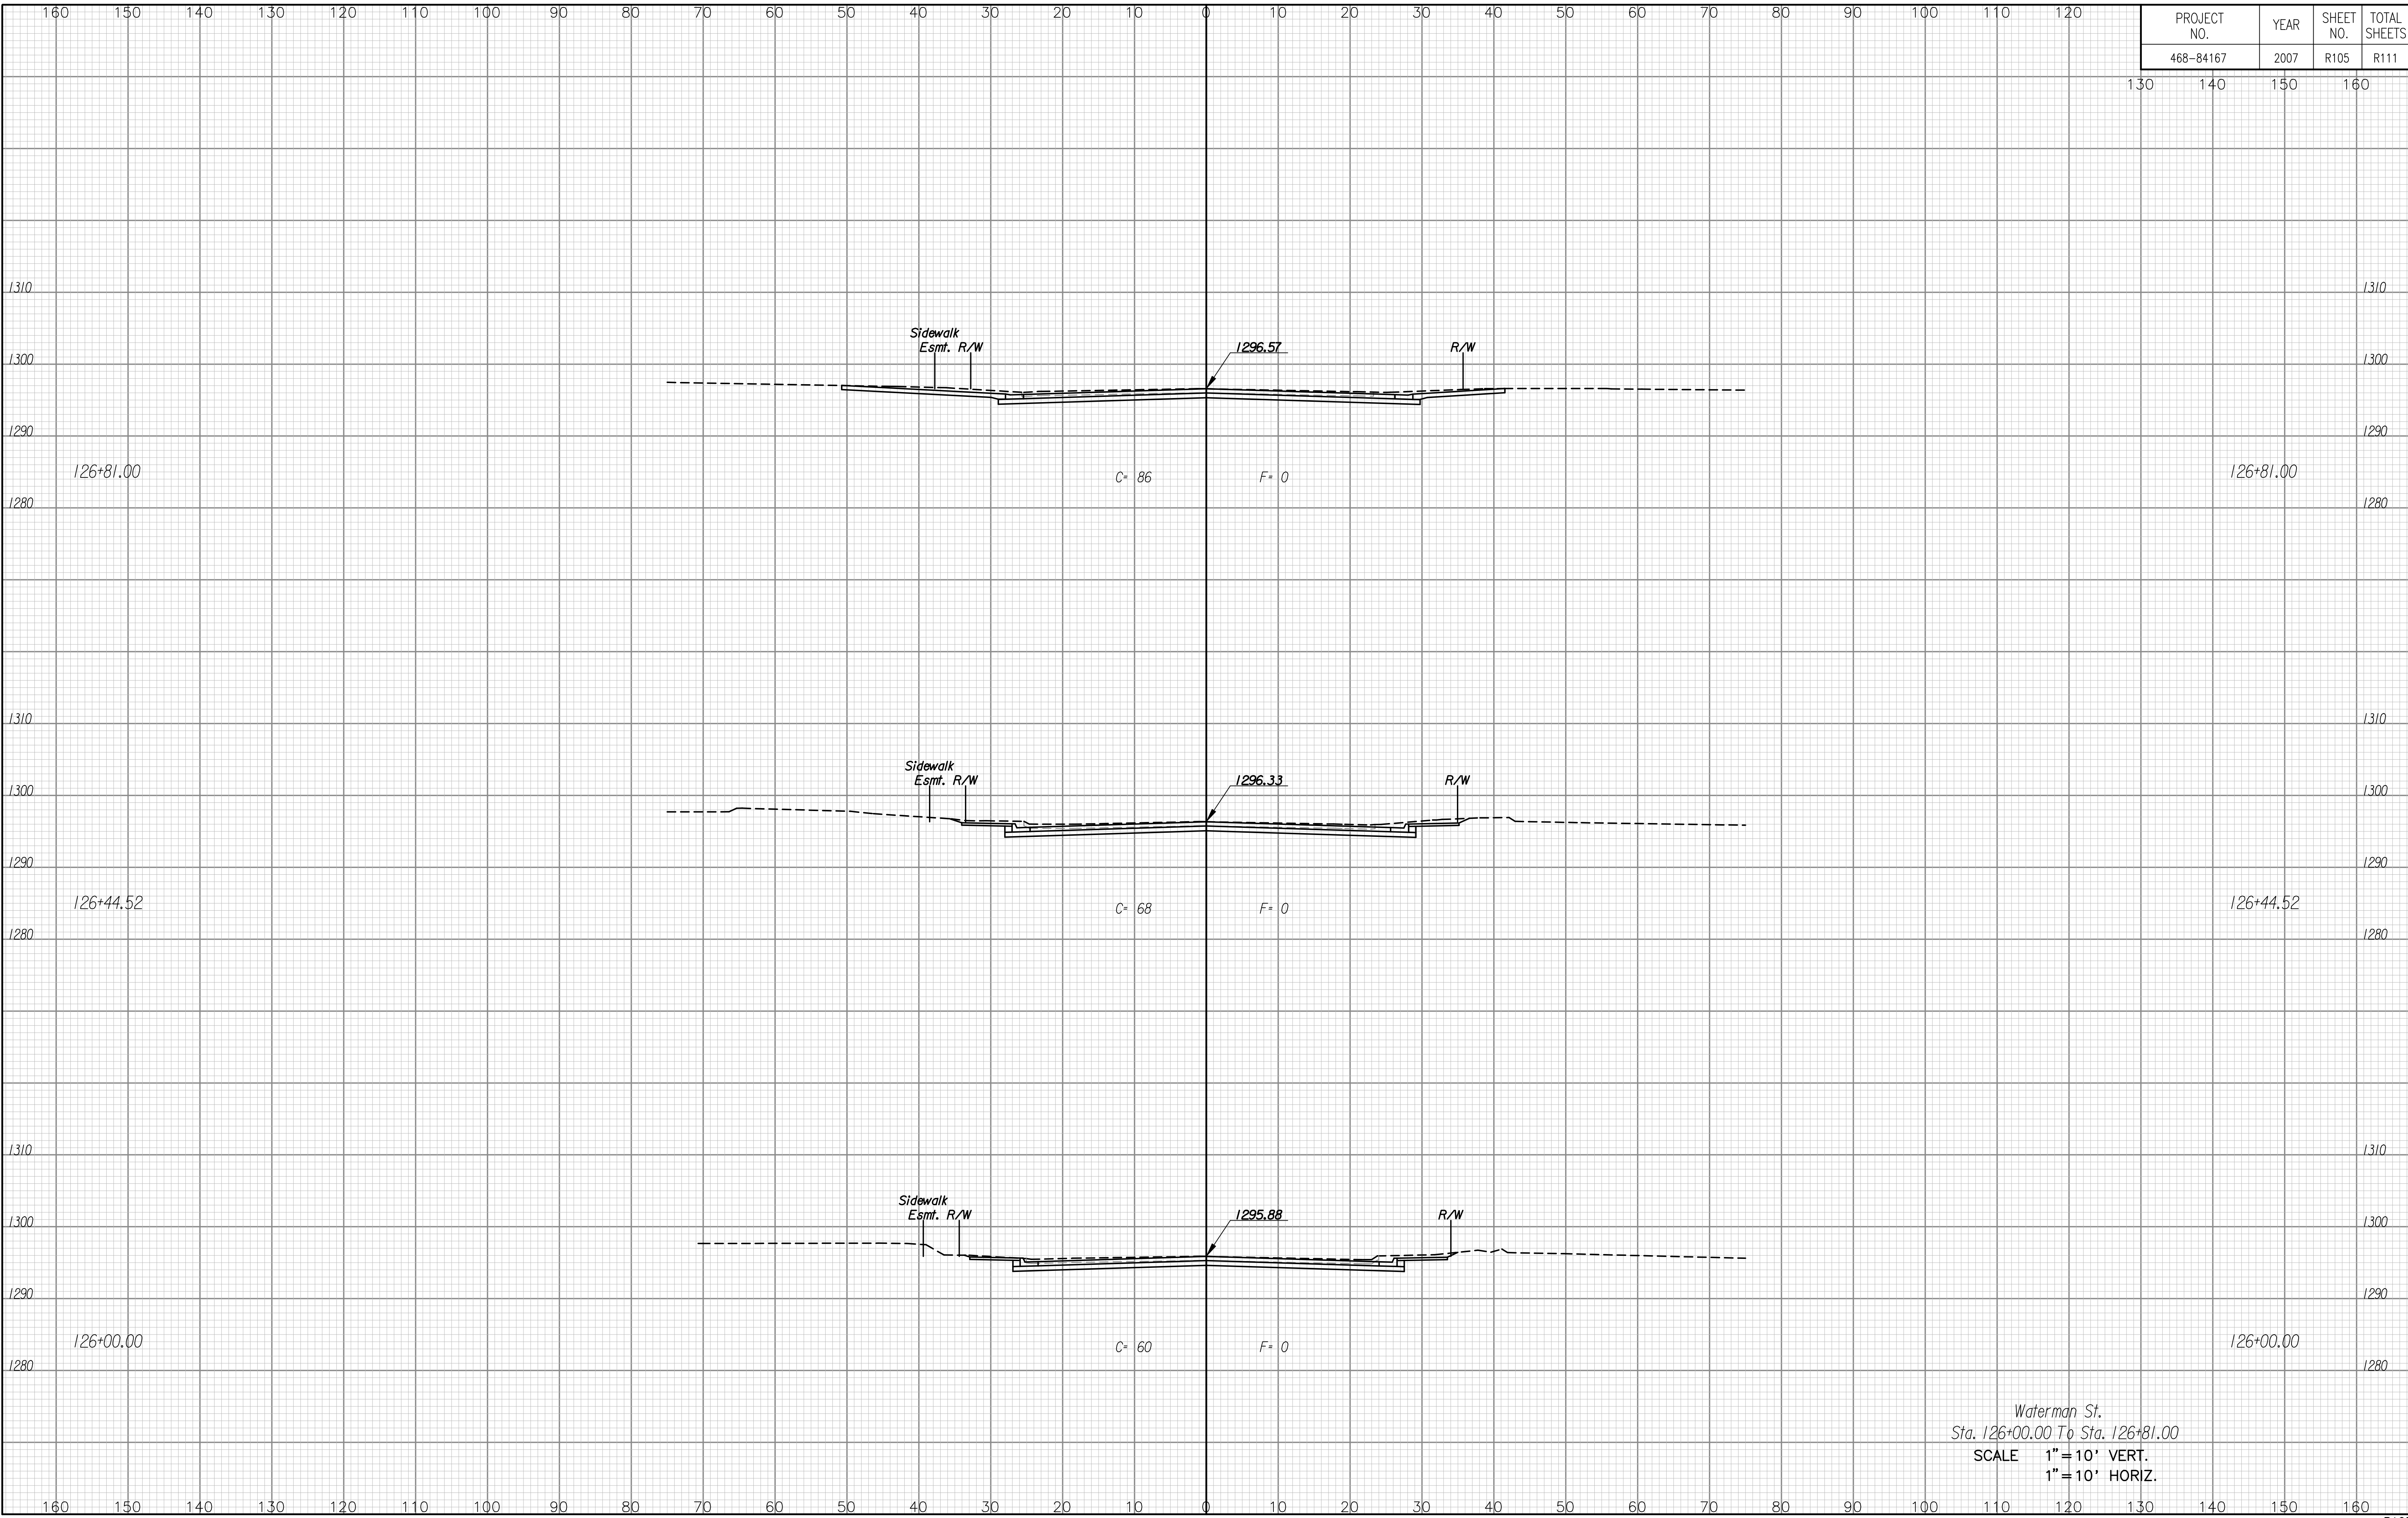 160 150 140 130 120 110 100 90 80 70 60 50 40 30 20 10 0 10 20 30 40 50 60 70 80 90 100 110 120
PROJECT NO. YEAR SHEET NO. TOTAL SHEETS
468-84167 2007 R105 R111
130 140 150 160
1310 1310
Sidewalk
Esmt. R/W 1296.57 R/W
1300 1300
1290 1290
126+81.00 C= 86 F= 0 126+81.00
1280 1280
1310 1310
Sidewalk
Esmt. R/W 1296.33 R/W
1300 1300
1290 1290
126+44.52 C= 68 F= 0 126+44.52
1280 1280
1310 1310
Sidewalk
Esmt. R/W 1295.88 R/W
1300 1300
1290 1290
126+00.00 C= 60 F= 0 126+00.00
1280 1280
Waterman St.
Sta. 126+00.00 To Sta. 126+81.00
SCALE 1"=10' VERT.
1"=10' HORIZ.
160 150 140 130 120 110 100 90 80 70 60 50 40 30 20 10 0 10 20 30 40 50 60 70 80 90 100 110 120 130 140 150 160